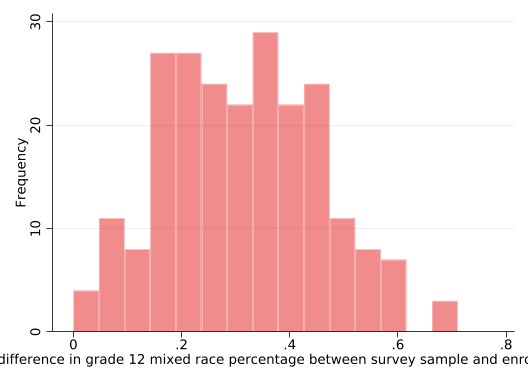 30
20
10
0
Frequency
0 .2 .4 .6 .8
difference in grade 12 mixed race percentage between survey sample and enro